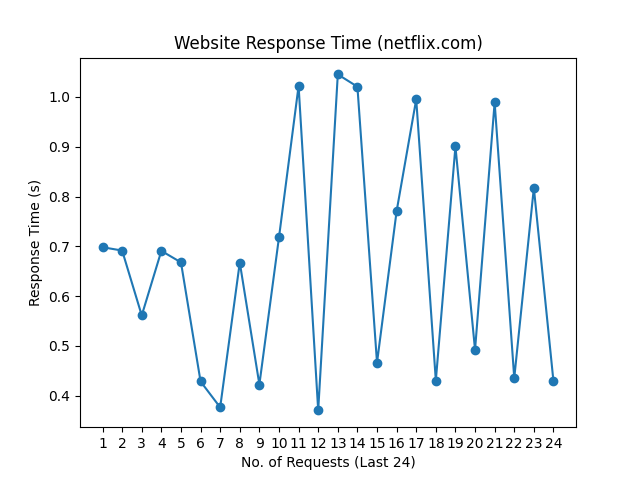 Website Response Time (netflix.com)
Response Time (s)
1.0
0.9
0.8
0.7
0.6
0.5
0.4
1 2 3 4 5 6 7 8 9 10 11 12 13 14 15 16 17 18 19 20 21 22 23 24
No. of Requests (Last 24)